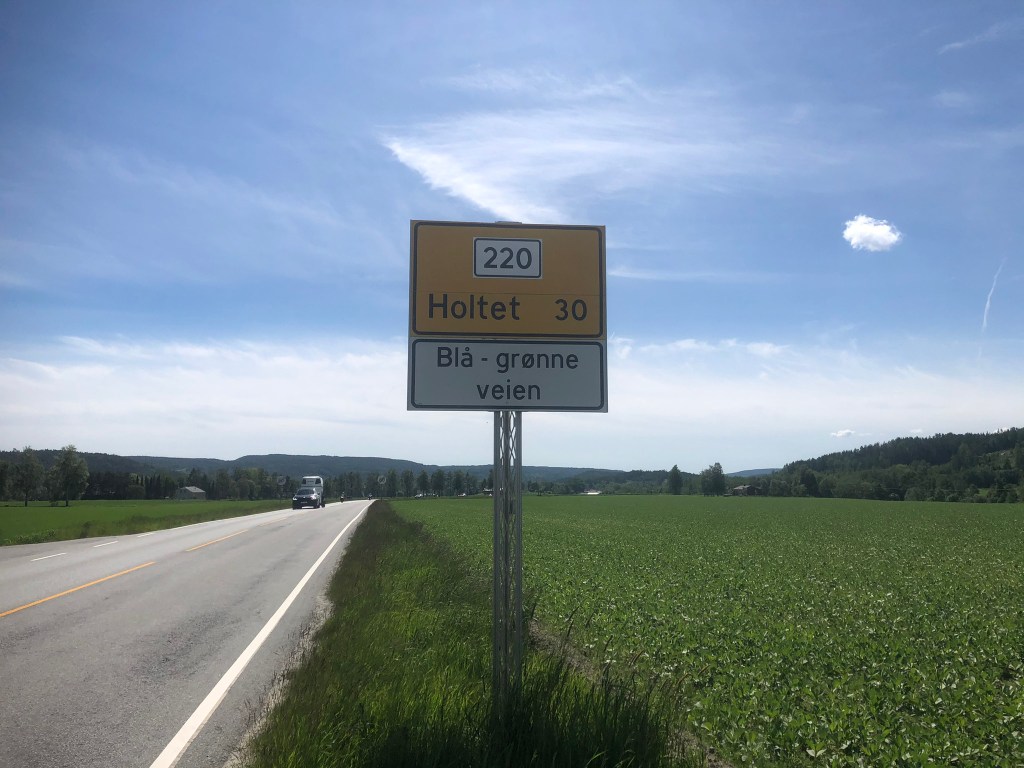 220
Holtet 30
Blå - grønne
veien